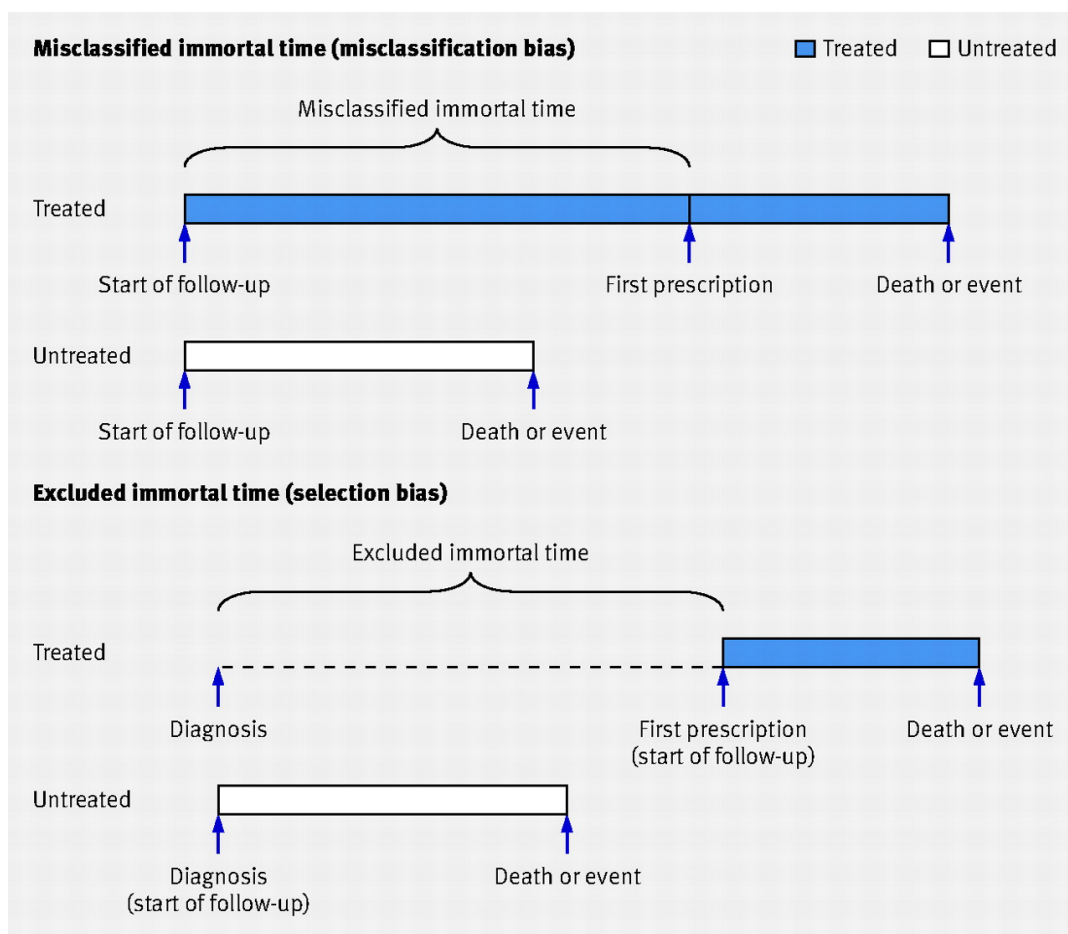 Misclassified immortal time (misclassification bias)
Treated
Untreated
Misclassified immortal time
Treated
Start of follow-up
First prescription
Death or event
Untreated
Start of follow-up
Death or event
Excluded immortal time (selection bias)
Excluded immortal time
Treated
Diagnosis
First prescription
(start of follow-up)
Death or event
Untreated
Diagnosis
(start of follow-up)
Death or event